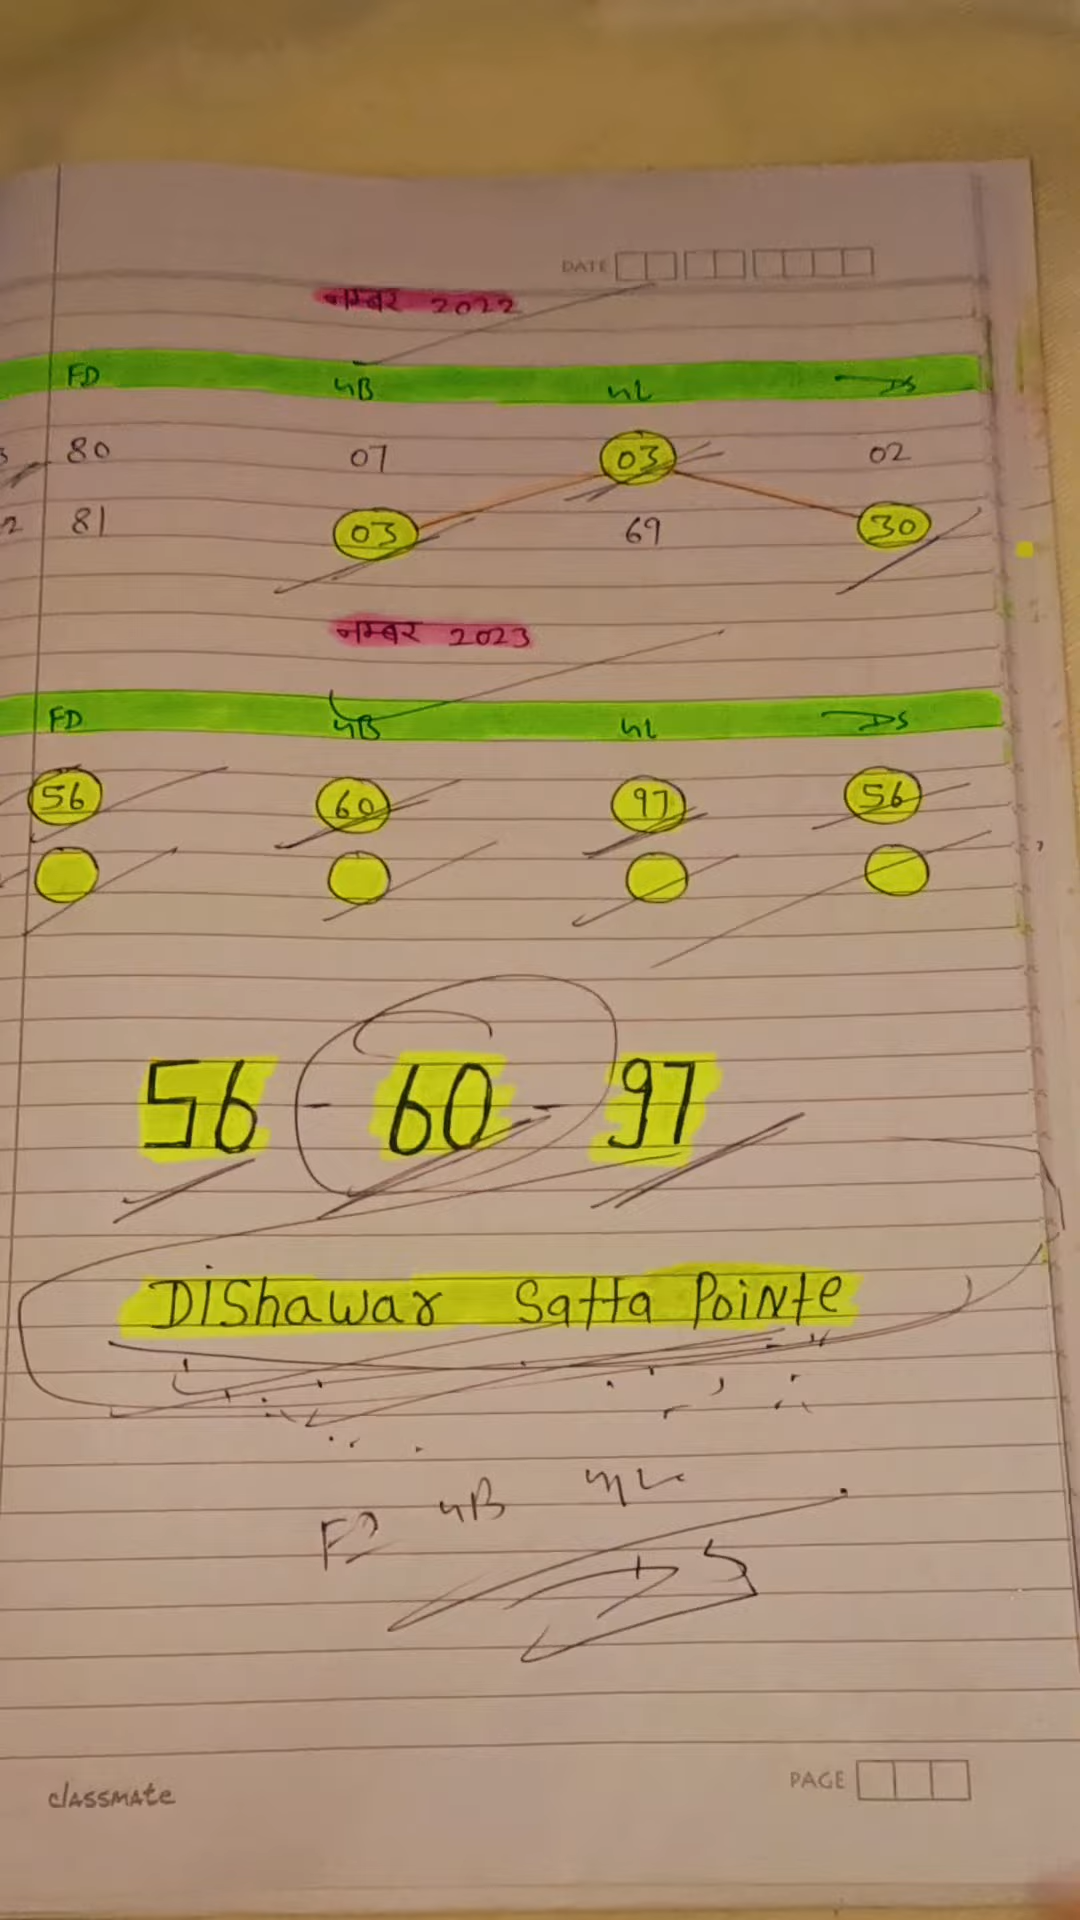 DATE
नम्बर 2022
FD GB GL DS
80 07 03 02
2 81 03 69 30
नम्बर 2023
FD GB GL DS
56 60 97 56
56 - 60 - 97
DiShawar Satta PoiNte
FD GB GL
DS
classmate PAGE